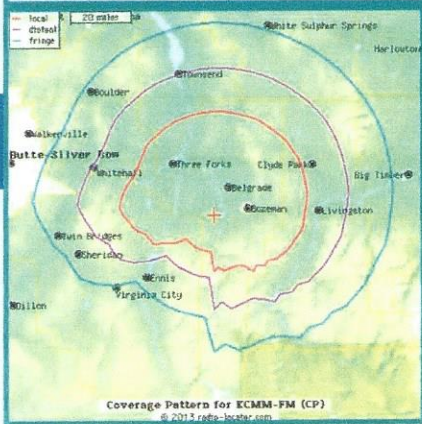 local
distant
fringe
20 miles
White Sulphur Springs
Harlowton
Townsend
Boulder
Walkerville
Butte-Silver Bow
Whitehall
Three Forks
Clyde Park
Big Timber
Belgrade
Bozeman
Livingston
Twin Bridges
Sheridan
Ennis
Virginia City
Dillon
Coverage Pattern for KCMM-FM (CP)
© 2013 radio-locator.com